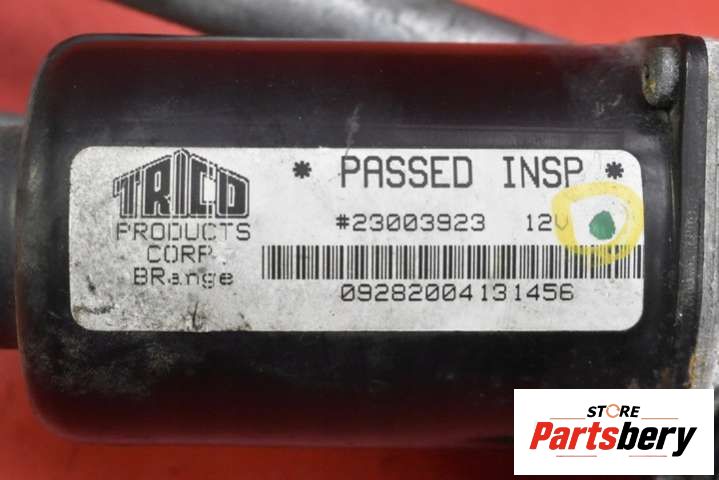 TRICO
PRODUCTS
CORP.
BRange
* PASSED INSP *
#23003923 12V
09282004131456
STORE
Partsbery